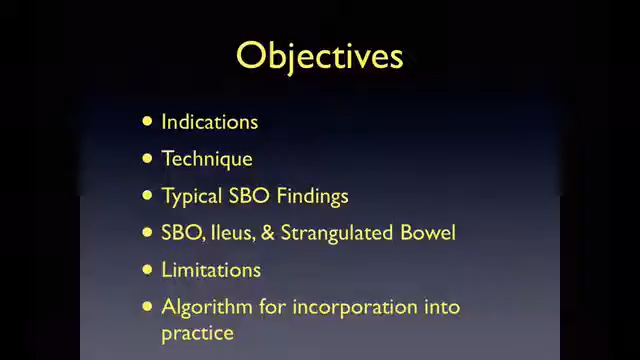 Objectives
• Indications
• Technique
• Typical SBO Findings
• SBO, Ileus, & Strangulated Bowel
• Limitations
• Algorithm for incorporation into
practice